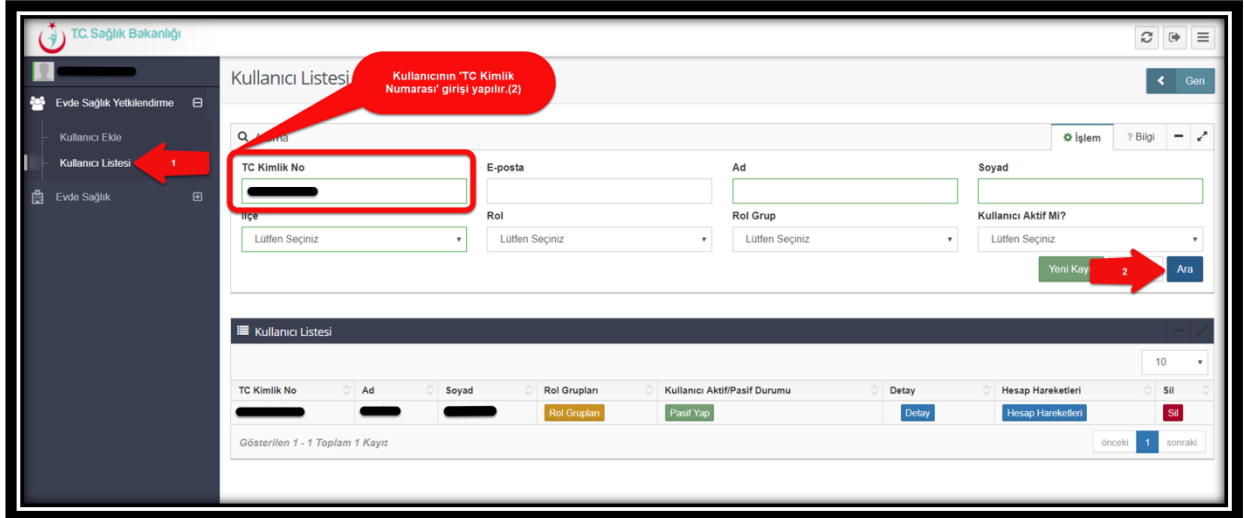 T.C. Sağlık Bakanlığı
Evde Sağlık Yetkilendirme
Kullanıcı Ekle
Kullanıcı Listesi
1
Evde Sağlık
Kullanıcı Listesi
Geri
Kullanıcının 'TC Kimlik
Numarası' girişi yapılır.(2)
İşlem
? Bilgi
TC Kimlik No
E-posta
Ad
Soyad
İlçe
Rol
Rol Grup
Kullanıcı Aktif Mi?
Lütfen Seçiniz
Lütfen Seçiniz
Lütfen Seçiniz
Lütfen Seçiniz
Yeni Kay
2
Ara
Kullanıcı Listesi
10
TC Kimlik No Ad Soyad Rol Grupları Kullanıcı Aktif/Pasif Durumu Detay Hesap Hareketleri Sil
Rol Grupları Pasif Yap Detay Hesap Hareketleri Sil
Gösterilen 1 - 1 Toplam 1 Kayıt
önceki 1 sonraki